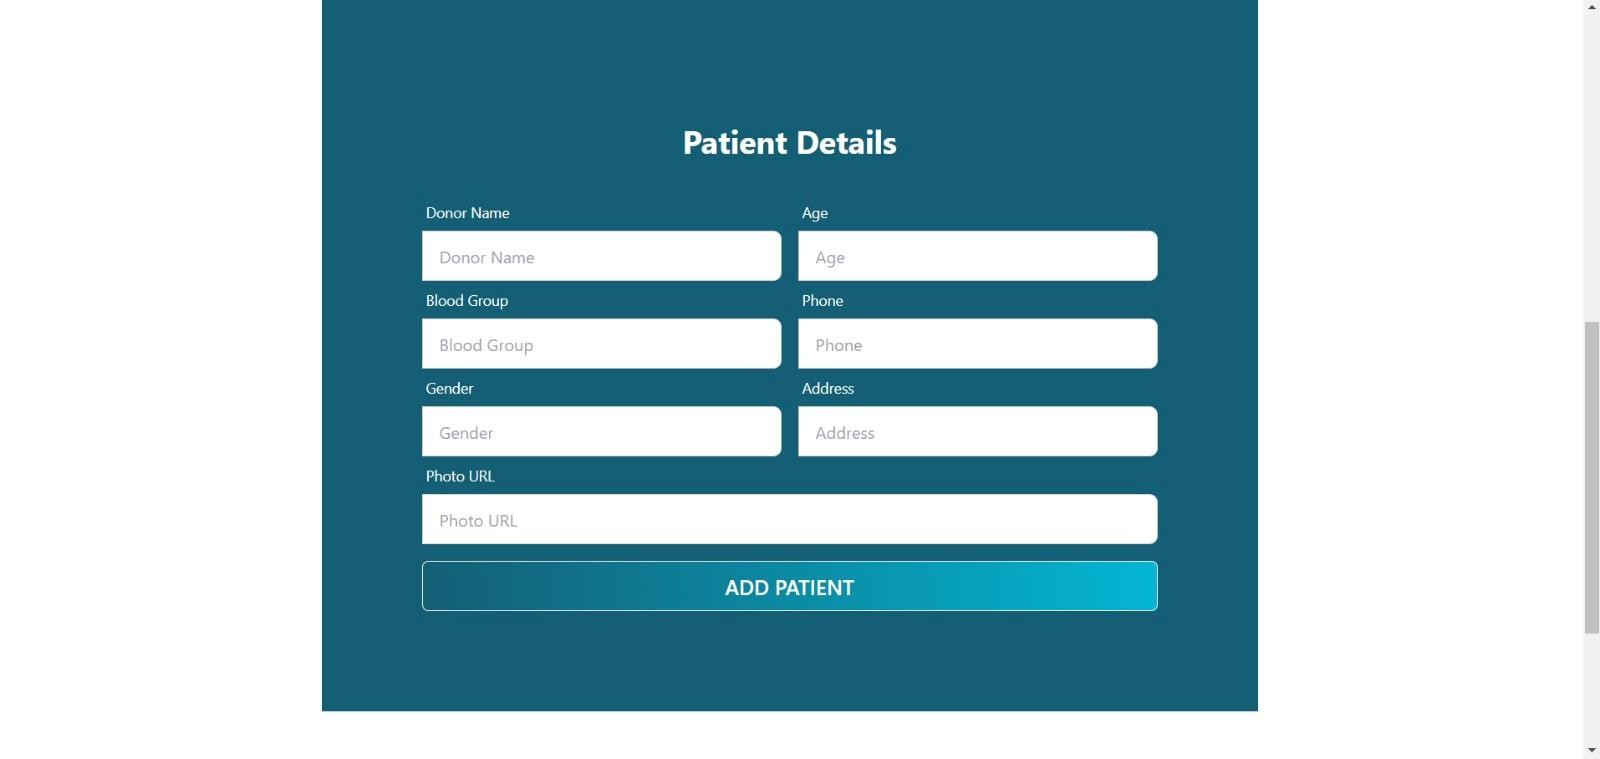 Patient Details
Donor Name
Age
Donor Name
Age
Blood Group
Phone
Blood Group
Phone
Gender
Address
Gender
Address
Photo URL
Photo URL
ADD PATIENT